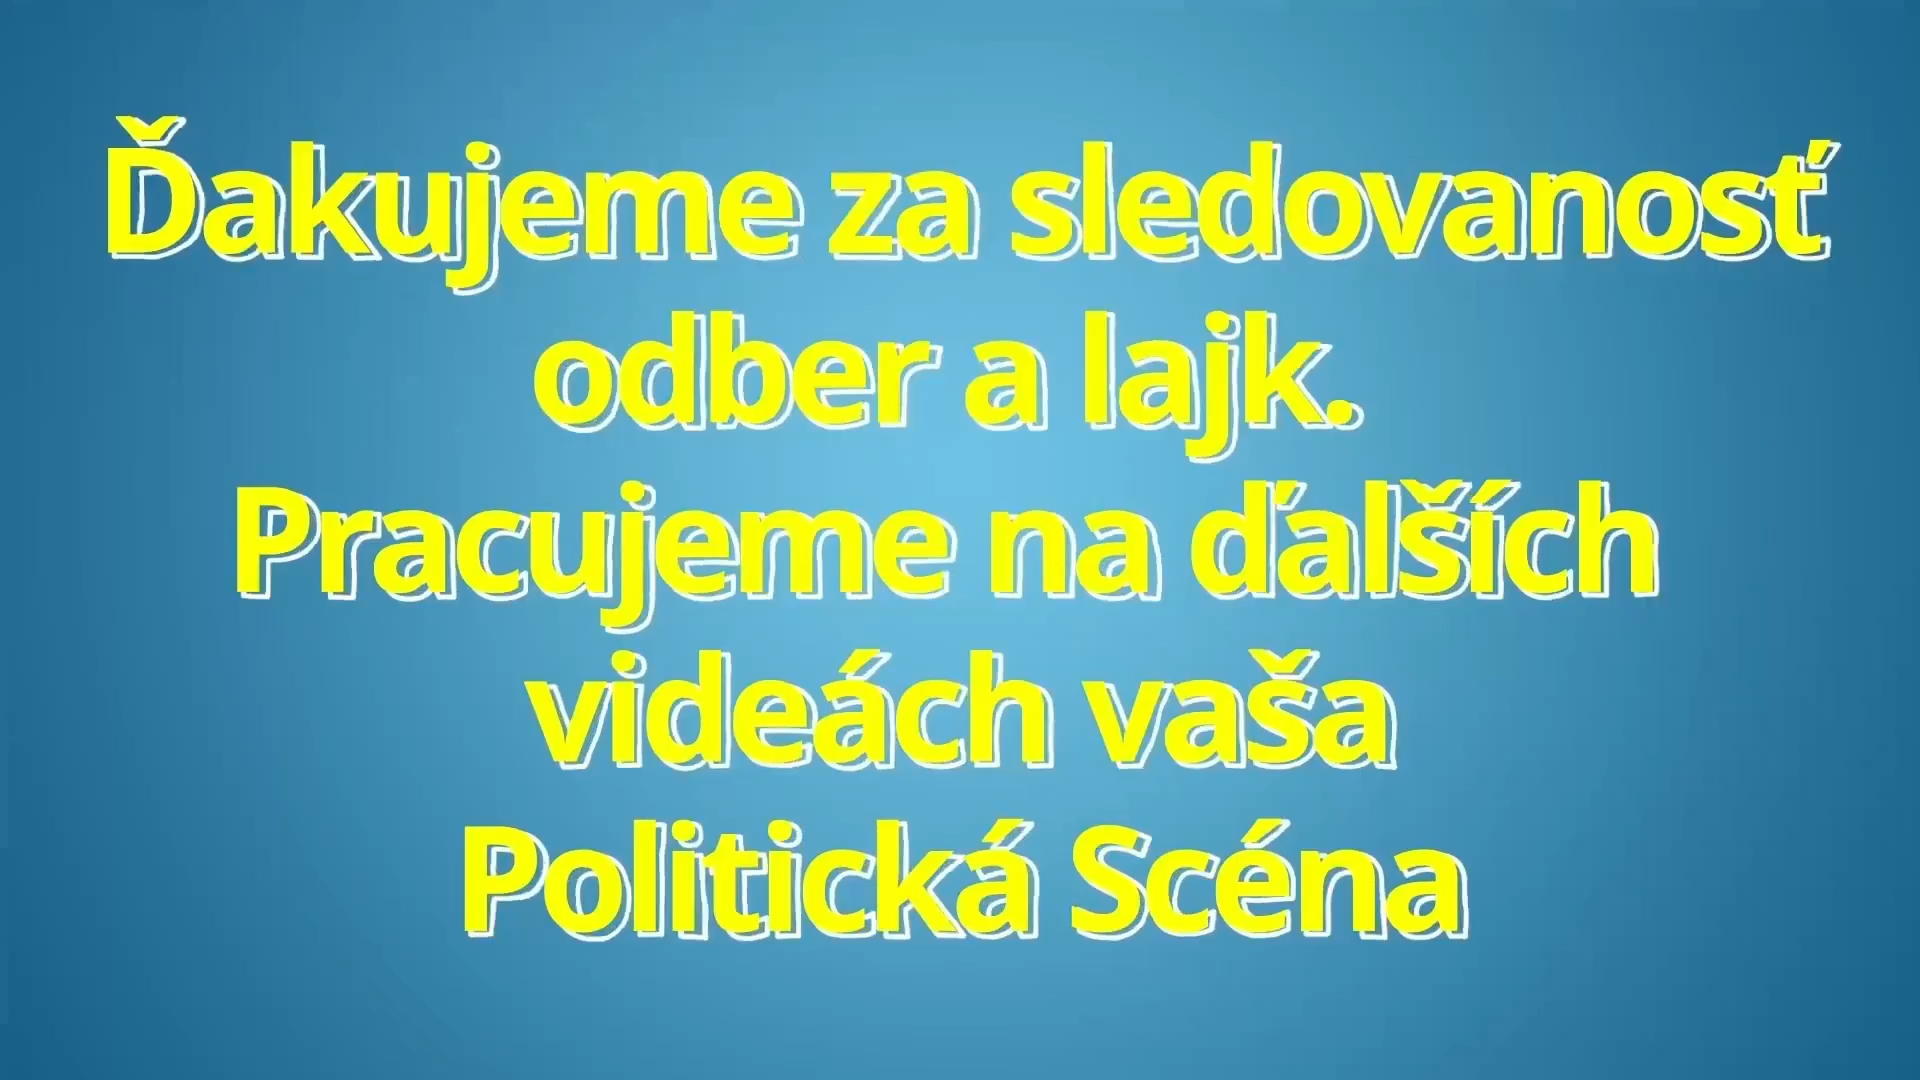 Ďakujeme za sledovanosť
odber a lajk.
Pracujeme na ďalších
videách vaša
Politická Scéna